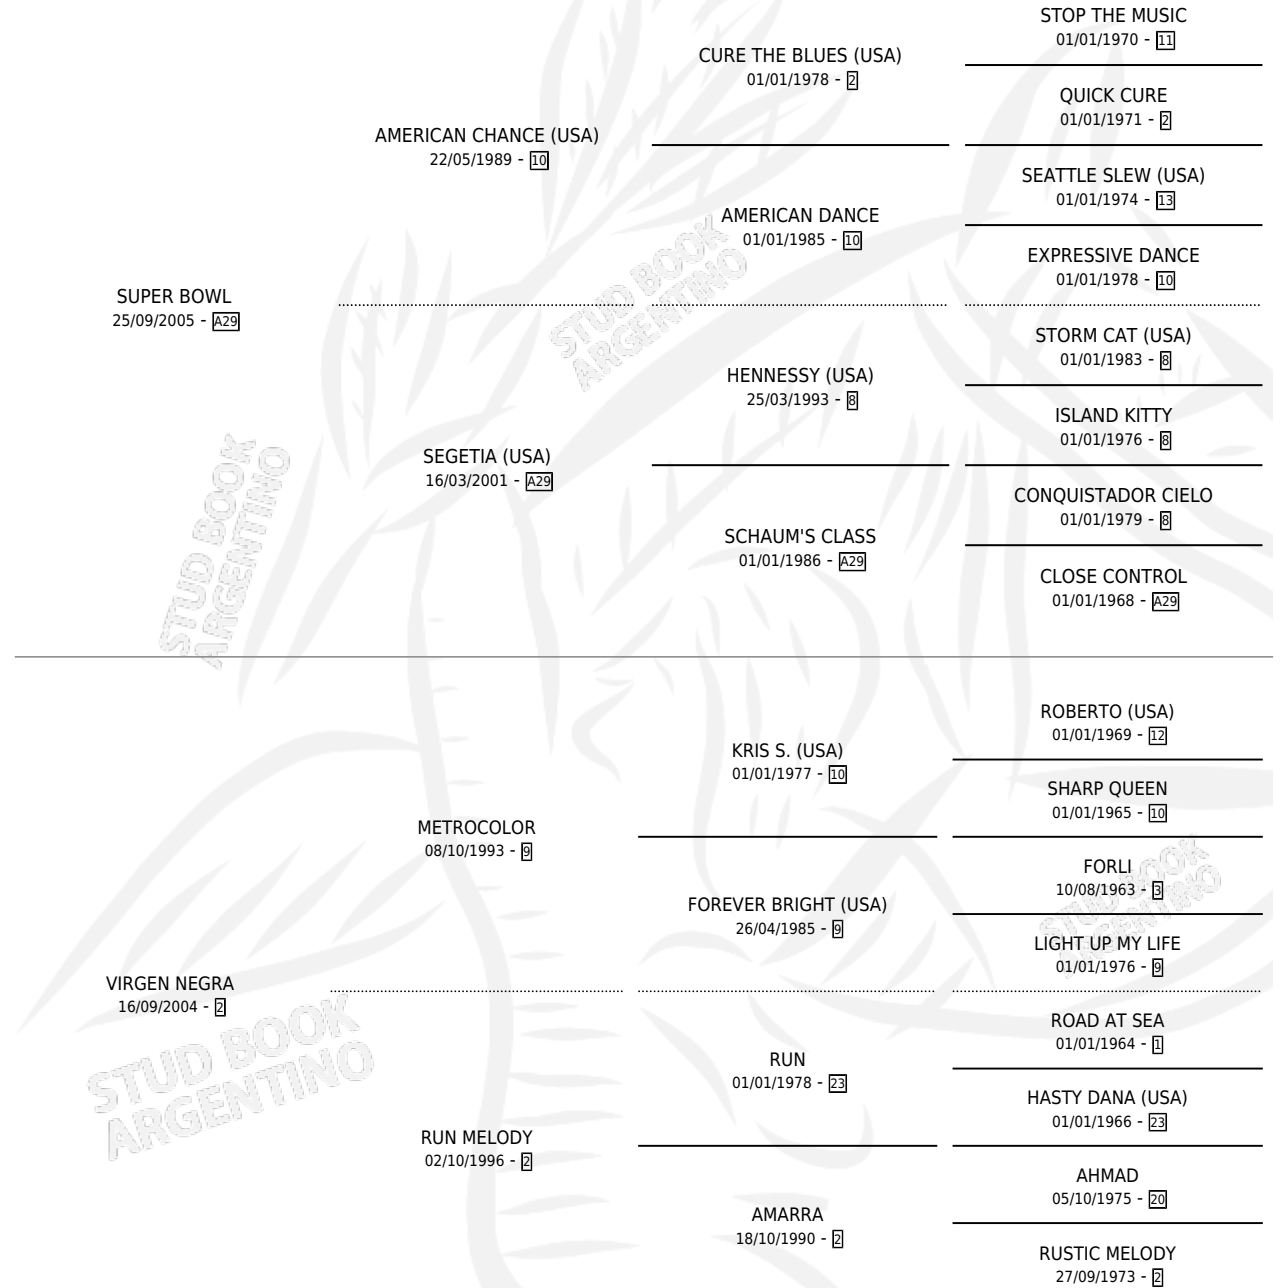 STOP THE MUSIC
01/01/1970 - 11
CURE THE BLUES (USA)
01/01/1978 - 2
QUICK CURE
01/01/1971 - 2
AMERICAN CHANCE (USA)
22/05/1989 - 10
SEATTLE SLEW (USA)
01/01/1974 - 13
AMERICAN DANCE
01/01/1985 - 10
EXPRESSIVE DANCE
01/01/1978 - 10
SUPER BOWL
25/09/2005 - A29
STORM CAT (USA)
01/01/1983 - 8
HENNESSY (USA)
25/03/1993 - 8
ISLAND KITTY
01/01/1976 - 8
SEGETIA (USA)
16/03/2001 - A29
CONQUISTADOR CIELO
01/01/1979 - 8
SCHAUM'S CLASS
01/01/1986 - A29
CLOSE CONTROL
01/01/1968 - A29
ROBERTO (USA)
01/01/1969 - 12
KRIS S. (USA)
01/01/1977 - 10
SHARP QUEEN
01/01/1965 - 10
METROCOLOR
08/10/1993 - 9
FORLI
10/08/1963 - 3
FOREVER BRIGHT (USA)
26/04/1985 - 9
LIGHT UP MY LIFE
01/01/1976 - 9
VIRGEN NEGRA
16/09/2004 - 2
ROAD AT SEA
01/01/1964 - 1
RUN
01/01/1978 - 23
HASTY DANA (USA)
01/01/1966 - 23
RUN MELODY
02/10/1996 - 2
AHMAD
05/10/1975 - 20
AMARRA
18/10/1990 - 2
RUSTIC MELODY
27/09/1973 - 2
STUD BOOK
ARGENTINO
STUD BOOK
ARGENTINO
STUD BOOK
ARGENTINO
STUD BOOK
ARGENTINO